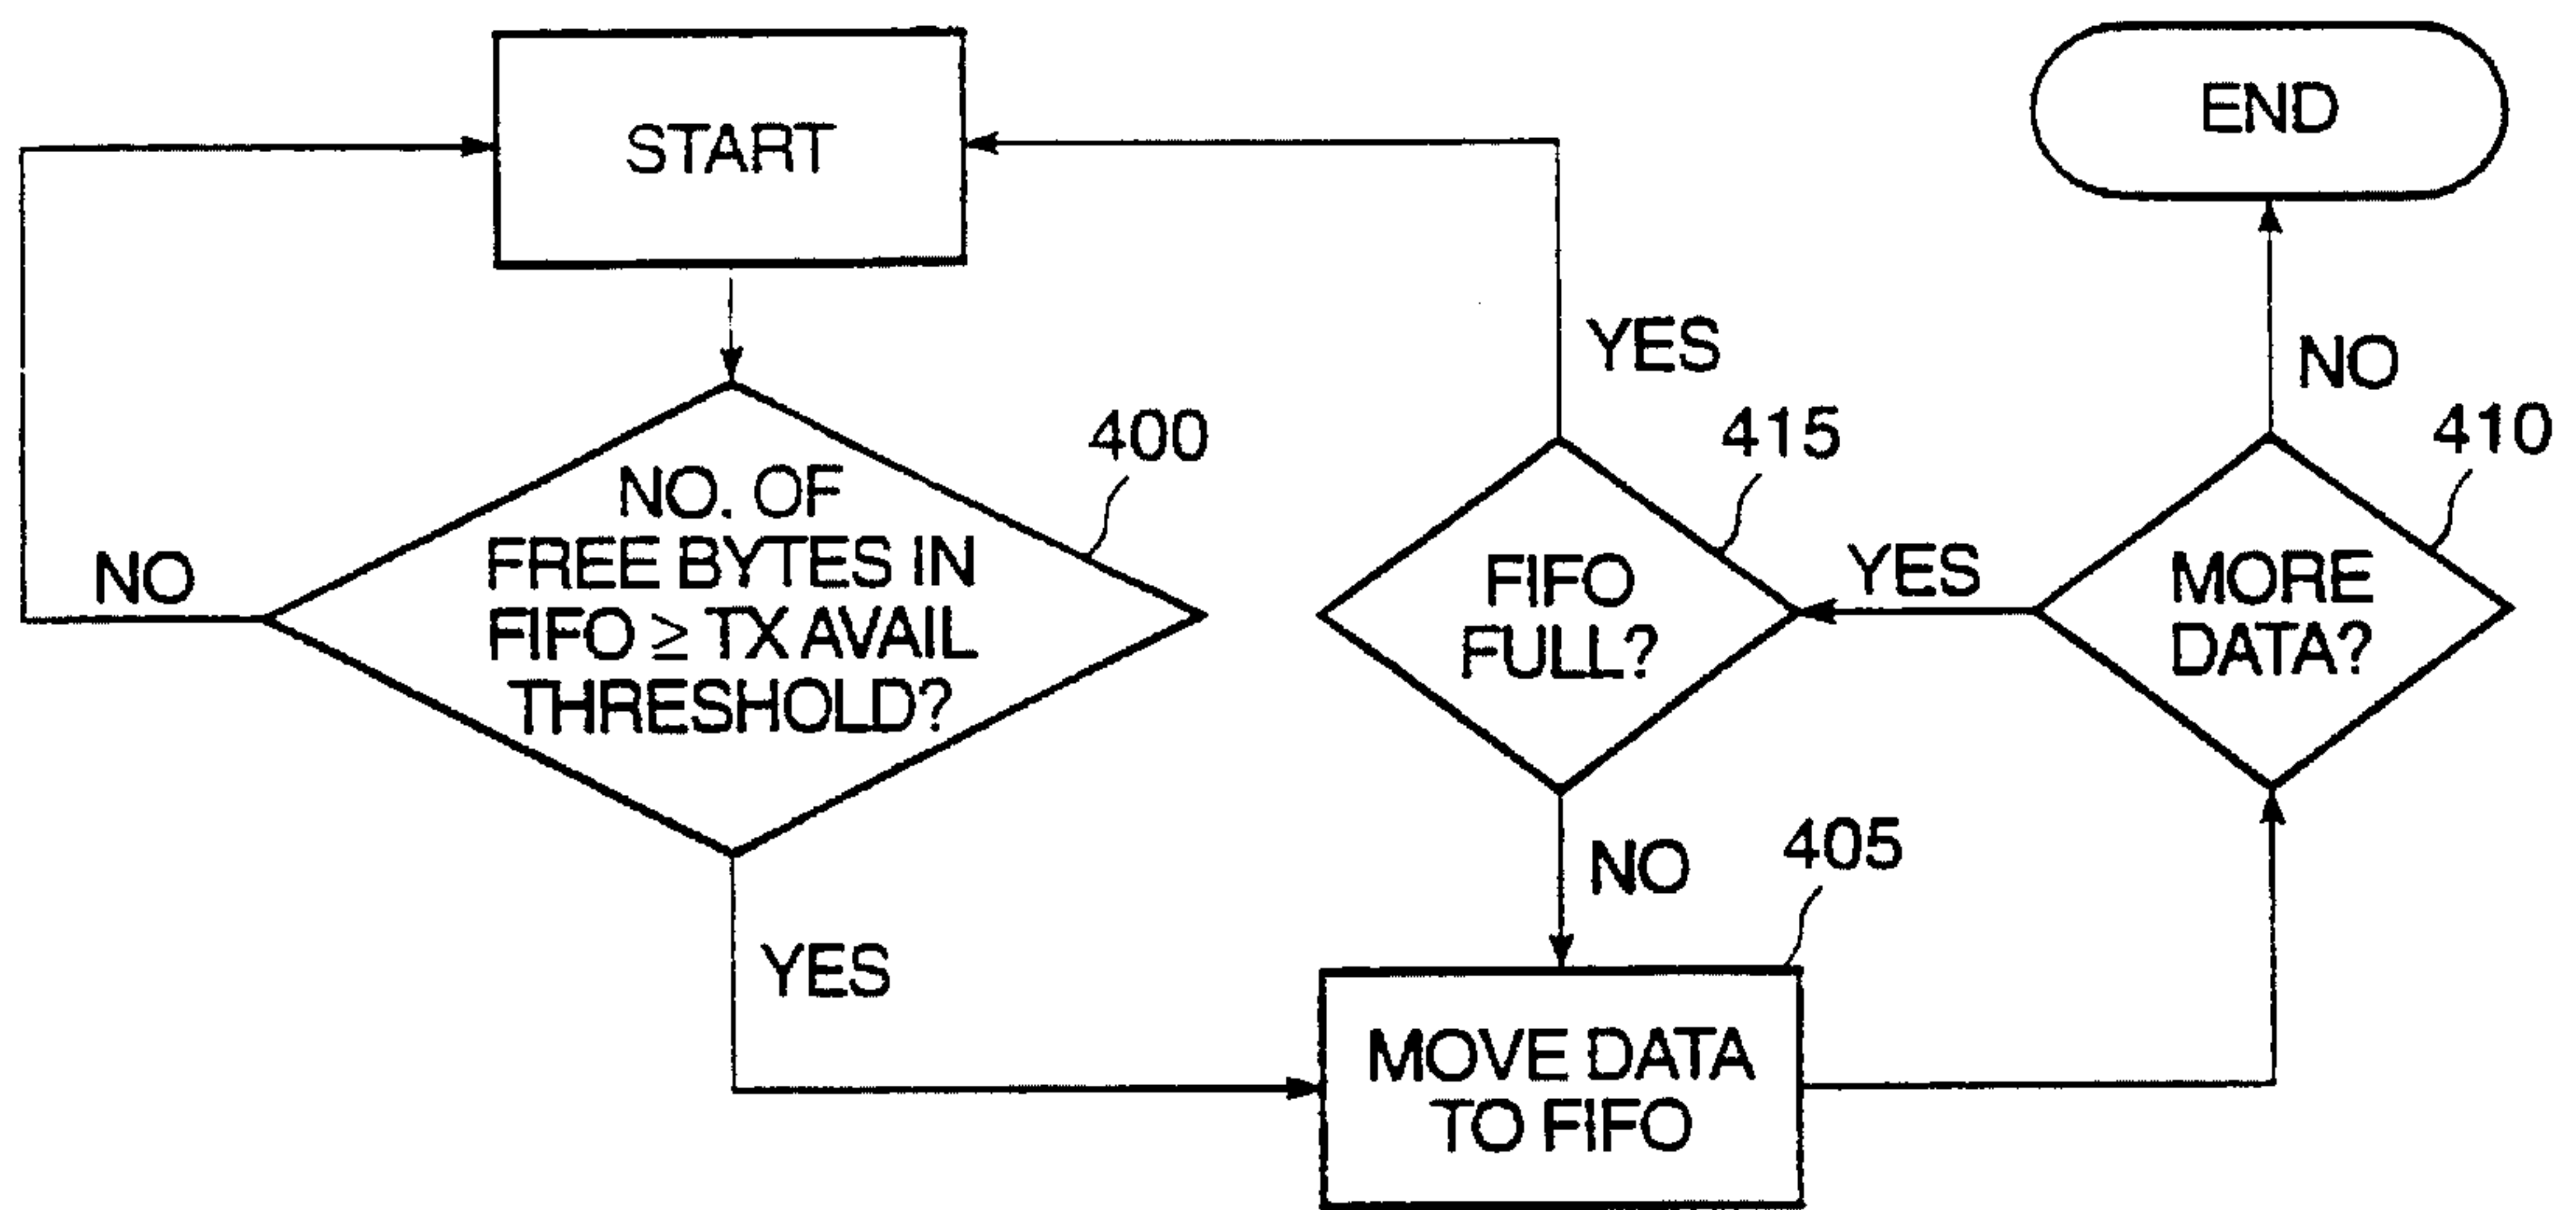 START
END
NO. OF
FREE BYTES IN
FIFO ≥ TX AVAIL
THRESHOLD?
400
NO
YES
YES
415
FIFO
FULL?
YES
NO
410
MORE
DATA?
NO
405
MOVE DATA
TO FIFO